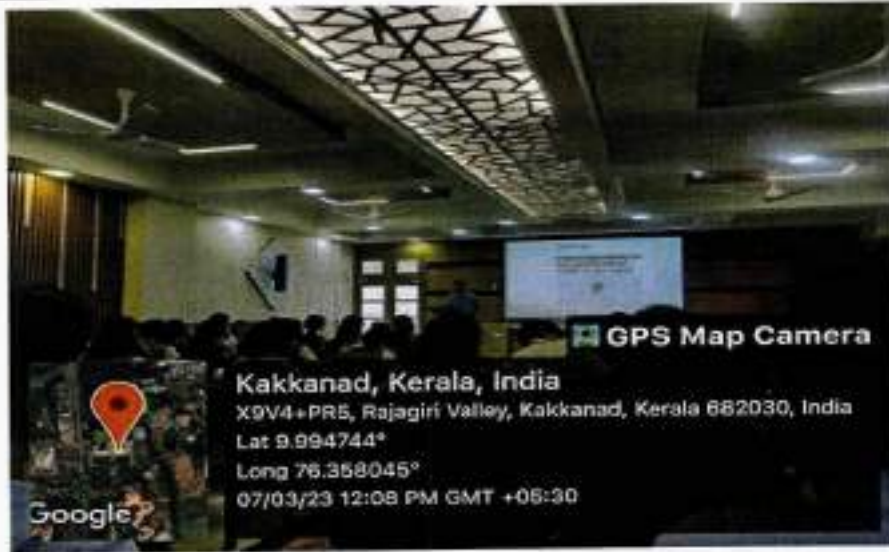 GPS Map Camera
Kakkanad, Kerala, India
X9V4+PR5, Rajagiri Valley, Kakkanad, Kerala 682030, India
Lat 9.994744°
Long 76.358045°
07/03/23 12:08 PM GMT +05:30
Google